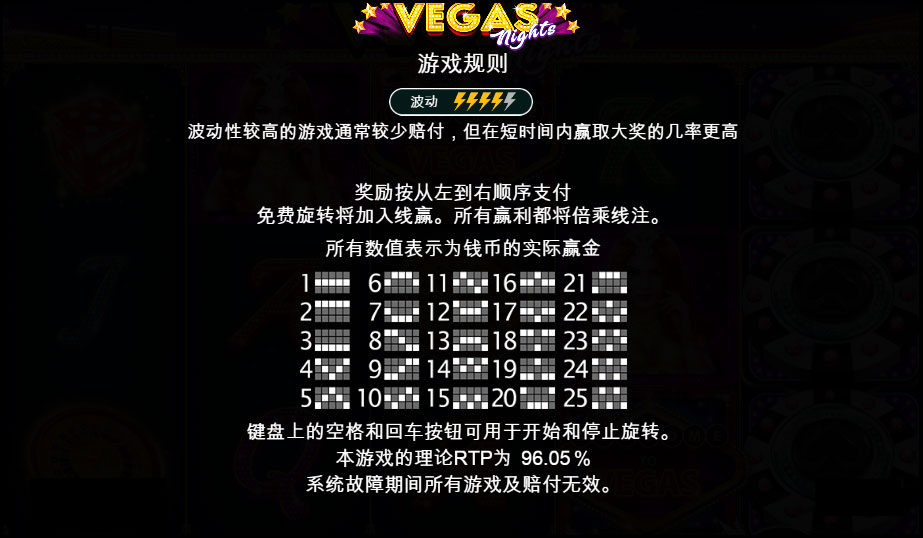 VEGAS
Nights
游戏规则
波动
波动性较高的游戏通常较少赔付，但在短时间内赢取大奖的几率更高
奖励按从左到右顺序支付
免费旋转将加入线赢。所有赢利都将倍乘线注。
所有数值表示为钱币的实际赢金
1 6 11 16 21
2 7 12 17 22
3 8 13 18 23
4 9 14 19 24
5 10 15 20 25
键盘上的空格和回车按钮可用于开始和停止旋转。
本游戏的理论RTP为 96.05%
系统故障期间所有游戏及赔付无效。